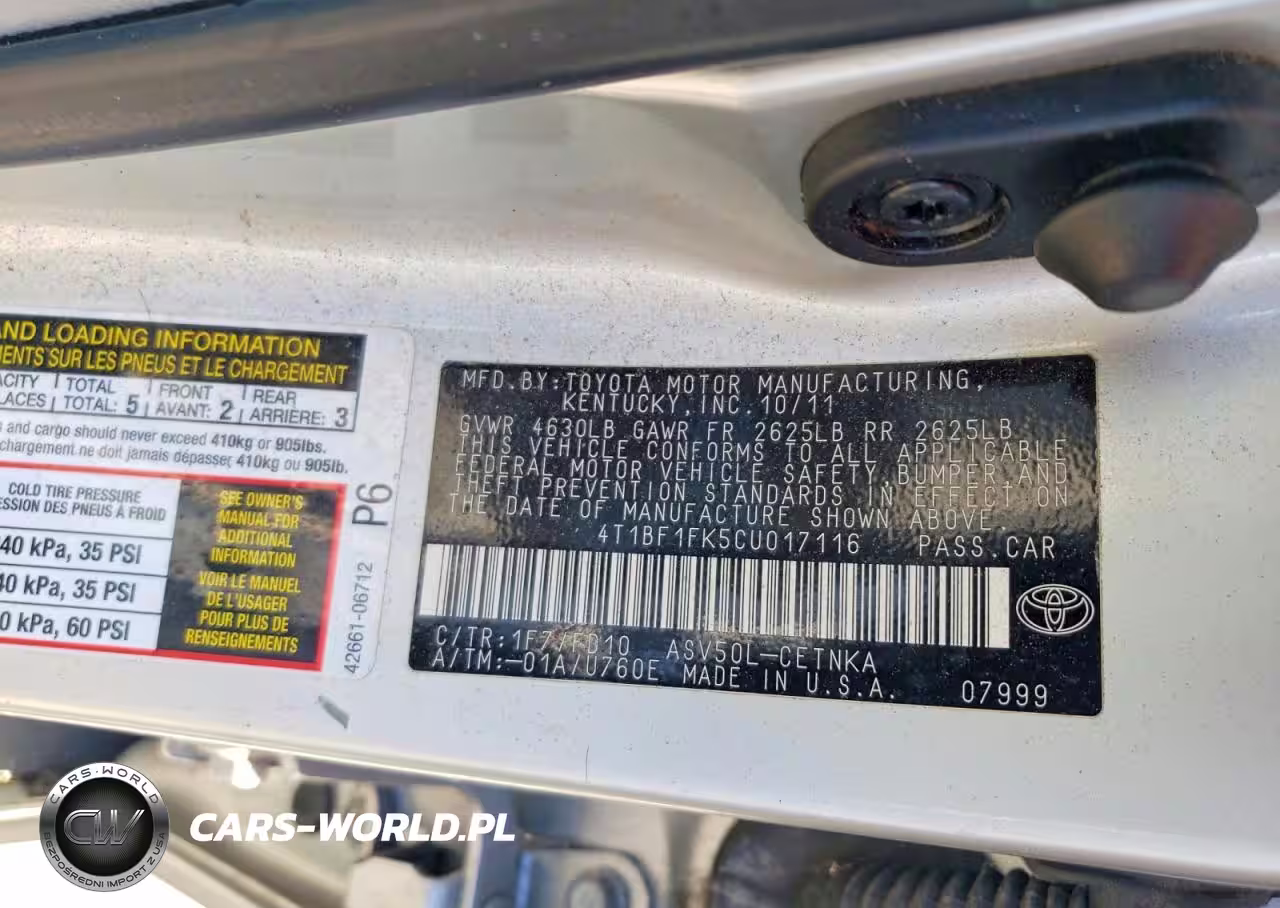 AND LOADING INFORMATION
MENTS SUR LES PNEUS ET LE CHARGEMENT
TOTAL FRONT REAR
TOTAL: 5 AVANT: 2 ARRIÈRE: 3
and cargo should never exceed 410kg or 905lbs.
chargement ne doit jamais dépasser 410kg ou 905lb.
COLD TIRE PRESSURE
DES PNEUS À FROID
40 kPa, 35 PSI
40 kPa, 35 PSI
0 kPa, 60 PSI
SEE OWNER'S
MANUAL FOR
ADDITIONAL
INFORMATION
VOIR LE MANUEL
DE L'USAGER
POUR PLUS DE
RENSEIGNEMENTS
P6
42661-06712
MFD.BY:TOYOTA MOTOR MANUFACTURING,
KENTUCKY,INC.10/11
GVWR 4630LB GAWR FR 2625LB RR 2625LB
THIS VEHICLE CONFORMS TO ALL APPLICABLE
FEDERAL MOTOR VEHICLE SAFETY,BUMPER,AND
THEFT PREVENTION STANDARDS IN EFFECT ON
THE DATE OF MANUFACTURE SHOWN ABOVE.
4T1BF1FK5CU017116 PASS.CAR
C/TR:1F7/FD10 ASV50L-CETNKA
A/TM:-01A/U760E MADE IN U.S.A. 07999
CARS-WORLD
CW
BEZPOŚREDNI IMPORT Z USA
CARS-WORLD.PL